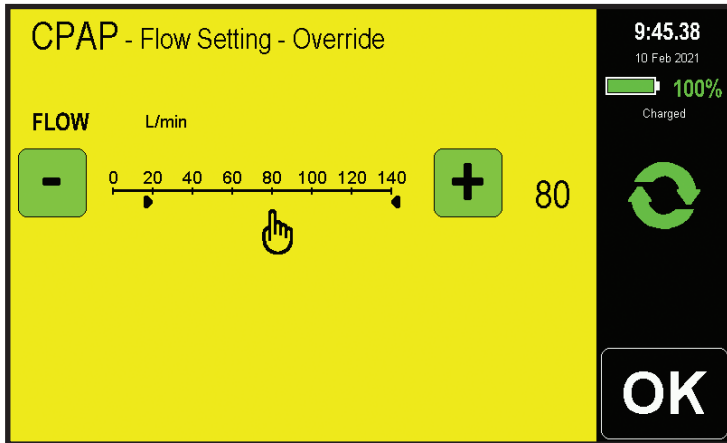 CPAP - Flow Setting - Override
9:45.38
10 Feb 2021
100%
Charged
FLOW L/min
- 0 20 40 60 80 100 120 140 + 80
OK